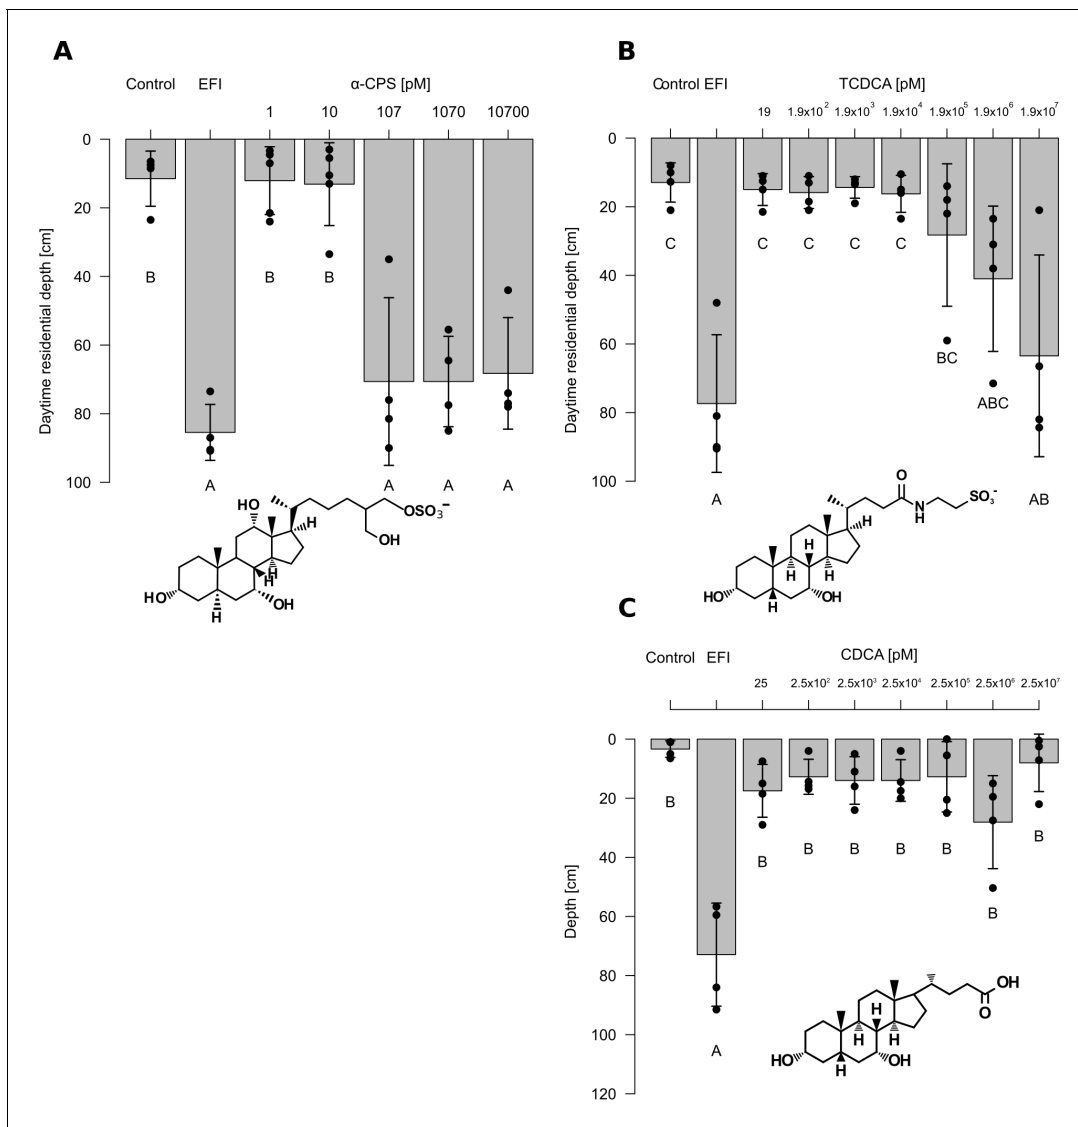 A
Control EFI α-CPS [pM]
1 10 107 1070 10700
Daytime residential depth [cm]
0
20
40
60
80
100
B B B
A A A A
HO
OSO₃⁻
H
OH
H
H
HO
OH
H
B
Control EFI TCDCA [pM]
19 1.9x10² 1.9x10³ 1.9x10⁴ 1.9x10⁵ 1.9x10⁶ 1.9x10⁷
Daytime residential depth [cm]
0
20
40
60
80
100
C C C C C
BC
ABC
A AB
O
N
H
SO₃⁻
H
H
H H
HO
OH
H
C
Control EFI CDCA [pM]
25 2.5x10² 2.5x10³ 2.5x10⁴ 2.5x10⁵ 2.5x10⁶ 2.5x10⁷
Depth [cm]
0
20
40
60
80
100
120
B
B B B B B
B
B
A
OH
O
H
H H
HO
OH
H